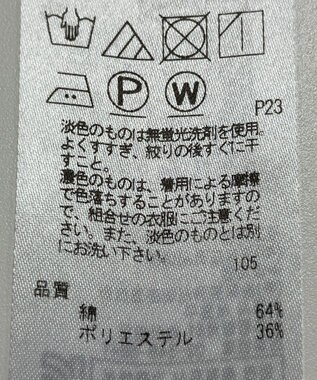 P
W
P23
淡色のものは無蛍光洗剤を使用。
よくすすぎ、絞りの後すぐに干
すこと。
濃色のものは、着用による摩擦
で色落ちすることがありますの
で、組合せの衣服にご注意くだ
さい。また、淡色のものとは別
にお洗い下さい。
105
品質
綿 64%
ポリエステル 36%